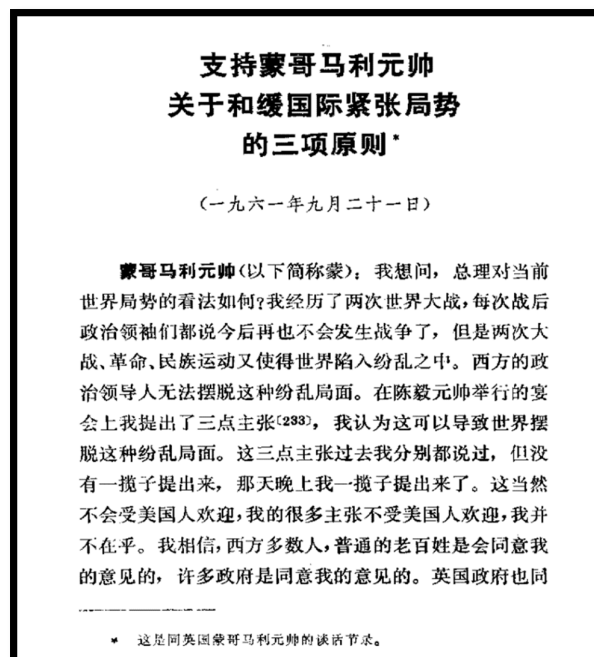 支持蒙哥马利元帅
关于和缓国际紧张局势
的三项原则*
(一九六一年九月二十一日)
蒙哥马利元帅(以下简称蒙):我想问,总理对当前
世界局势的看法如何?我经历了两次世界大战,每次战后
政治领袖们都说今后再也不会发生战争了,但是两次大
战、革命、民族运动又使得世界陷入纷乱之中。西方的政
治领导人无法摆脱这种纷乱局面。在陈毅元帅举行的宴
会上我提出了三点主张〔233〕,我认为这可以导致世界摆
脱这种纷乱局面。这三点主张过去我分别都说过,但没
有一揽子提出来,那天晚上我一揽子提出来了。这当然
不会受美国人欢迎,我的很多主张不受美国人欢迎,我并
不在乎。我相信,西方多数人,普通的老百姓是会同意我
的意见的,许多政府是同意我的意见的。英国政府也同
* 这是同英国蒙哥马利元帅的谈话节录。